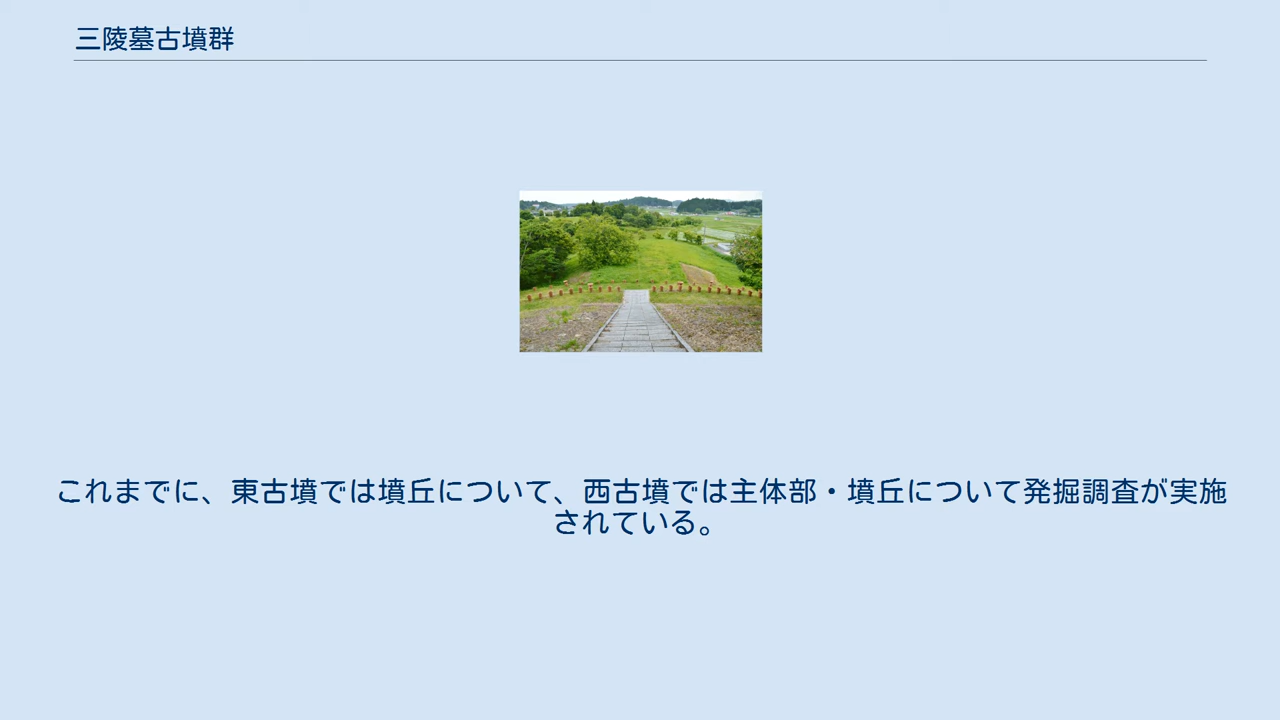 三陵墓古墳群
これまでに、東古墳では墳丘について、西古墳では主体部・墳丘について発掘調査が実施
されている。